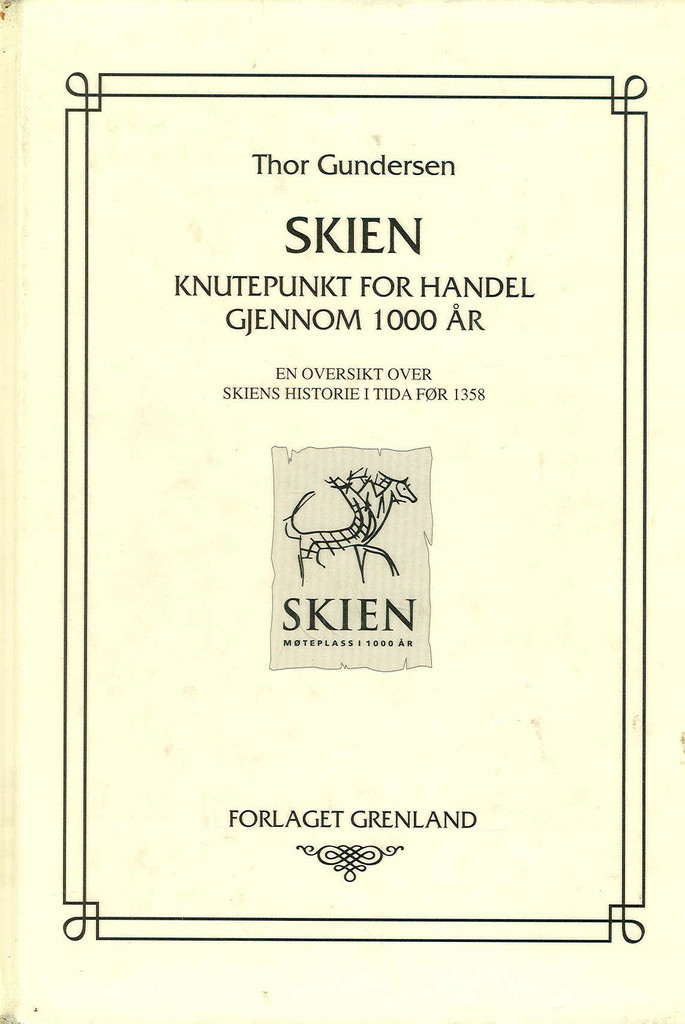 Thor Gundersen
SKIEN
KNUTEPUNKT FOR HANDEL
GJENNOM 1000 ÅR
EN OVERSIKT OVER
SKIENS HISTORIE I TIDA FØR 1358
SKIEN
MØTEPLASS I 1000 ÅR
FORLAGET GRENLAND